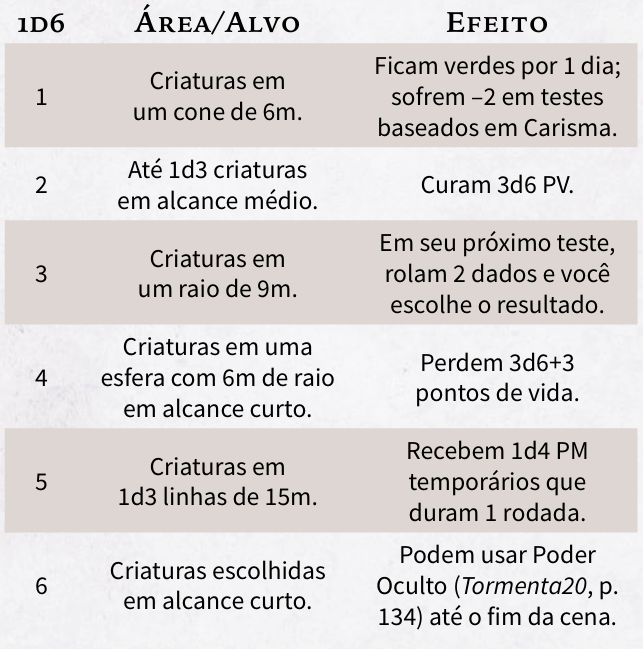 1D6 Área/Alvo Efeito
1
Criaturas em
um cone de 6m.
Ficam verdes por 1 dia;
sofrem –2 em testes
baseados em Carisma.
2
Até 1d3 criaturas
em alcance médio.
Curam 3d6 PV.
3
Criaturas em
um raio de 9m.
Em seu próximo teste,
rolam 2 dados e você
escolhe o resultado.
4
Criaturas em uma
esfera com 6m de raio
em alcance curto.
Perdem 3d6+3
pontos de vida.
5
Criaturas em
1d3 linhas de 15m.
Recebem 1d4 PM
temporários que
duram 1 rodada.
6
Criaturas escolhidas
em alcance curto.
Podem usar Poder
Oculto (Tormenta20, p.
134) até o fim da cena.